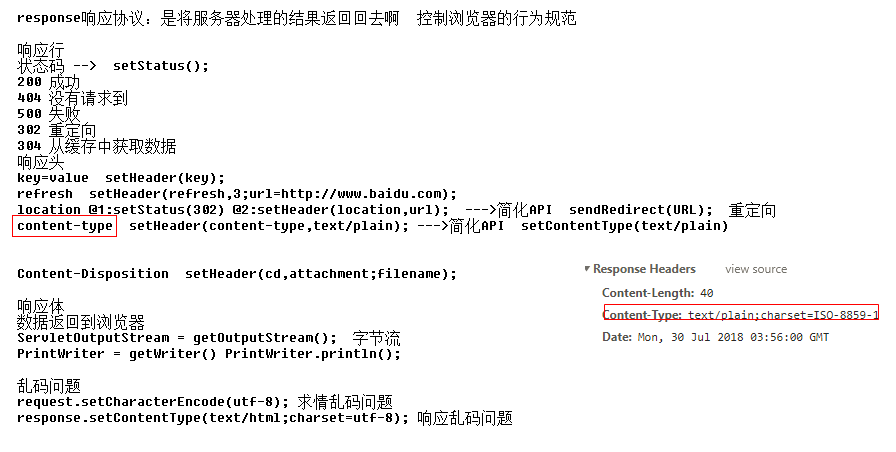 response响应协议：是将服务器处理的结果返回回去啊  控制浏览器的行为规范
响应行
状态码 -->  setStatus();
200 成功
404 没有请求到
500 失败
302 重定向
304 从缓存中获取数据
响应头
key=value  setHeader(key);
refresh  setHeader(refresh,3;url=http://www.baidu.com);
location @1:setStatus(302) @2:setHeader(location,url);  --->简化API  sendRedirect(URL);  重定向
content-type  setHeader(content-type,text/plain); --->简化API  setContentType(text/plain)
Content-Disposition  setHeader(cd,attachment;filename);
响应体
数据返回到浏览器
ServletOutputStream = getOutputStream();  字节流
PrintWriter = getWriter() PrintWriter.println();
乱码问题
request.setCharacterEncode(utf-8); 求情乱码问题
response.setContentType(text/html;charset=utf-8); 响应乱码问题
Response Headers  view source
Content-Length: 40
Content-Type: text/plain;charset=ISO-8859-1
Date: Mon, 30 Jul 2018 03:56:00 GMT